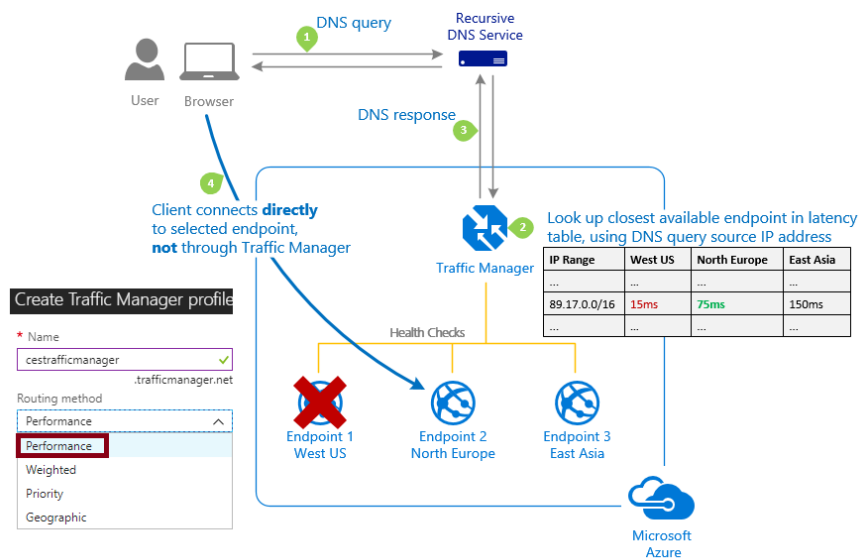 DNS query
1
Recursive
DNS Service
User
Browser
DNS response
3
4
Client connects directly
to selected endpoint,
not through Traffic Manager
2
Traffic Manager
Look up closest available endpoint in latency
table, using DNS query source IP address
IP Range West US North Europe East Asia
... ... ... ...
89.17.0.0/16 15ms 75ms 150ms
... ... ... ...
Health Checks
Endpoint 1
West US
Endpoint 2
North Europe
Endpoint 3
East Asia
Microsoft
Azure
Create Traffic Manager profile
* Name
cestrafficmanager
.trafficmanager.net
Routing method
Performance
Performance
Weighted
Priority
Geographic